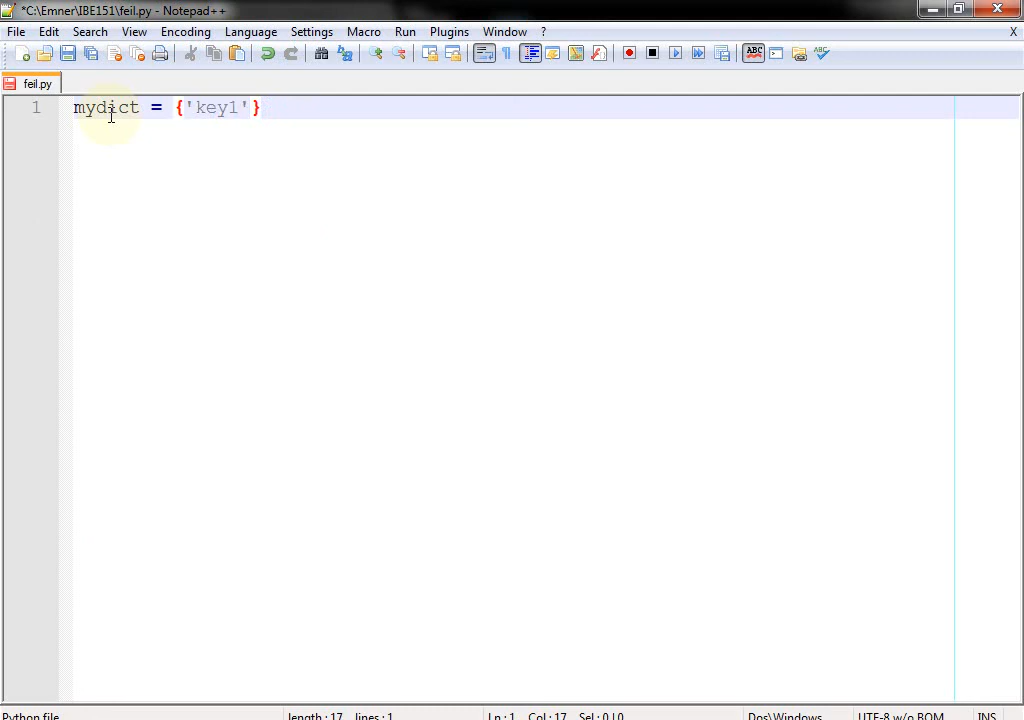 *C:\Emner\IBE151\feil.py - Notepad++
File Edit Search View Encoding Language Settings Macro Run Plugins Window ? X
ABC ABC
feil.py
1 mydict = {'key1'}
Python file length : 17 lines : 1 Ln : 1 Col : 17 Sel : 0 | 0 Dos\Windows UTF-8 w/o BOM INS